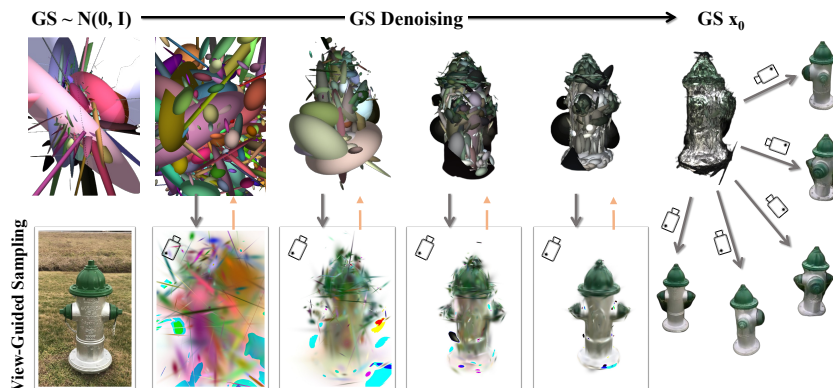 GS ~ N(0, I)
GS Denoising
GS x₀
View-Guided Sampling